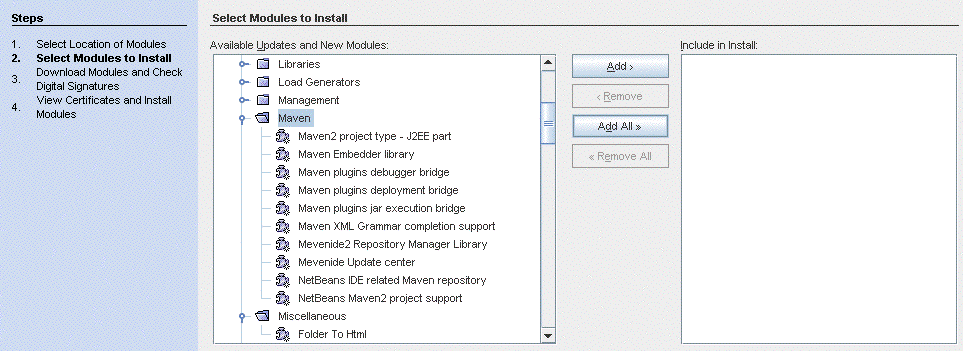 Steps
1. Select Location of Modules
2. Select Modules to Install
3. Download Modules and Check
Digital Signatures
4. View Certificates and Install
Modules
Select Modules to Install
Available Updates and New Modules:
Libraries
Load Generators
Management
Maven
Maven2 project type - J2EE part
Maven Embedder library
Maven plugins debugger bridge
Maven plugins deployment bridge
Maven plugins jar execution bridge
Maven XML Grammar completion support
Mevenide2 Repository Manager Library
Mevenide Update center
NetBeans IDE related Maven repository
NetBeans Maven2 project support
Miscellaneous
Folder To Html
Add >
< Remove
Add All »
« Remove All
Include in Install: